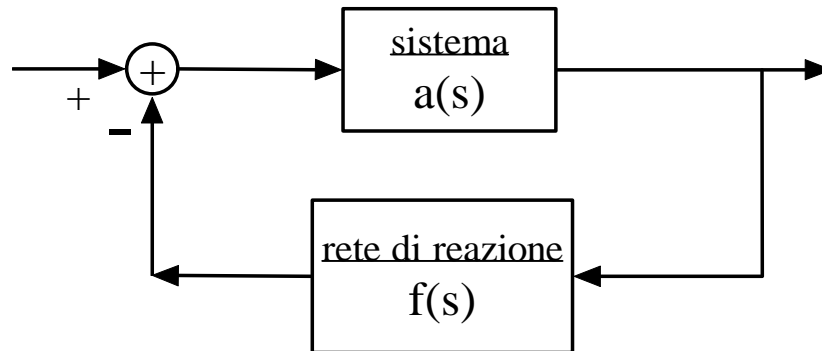 sistema
a(s)
+
+
−
rete di reazione
f(s)